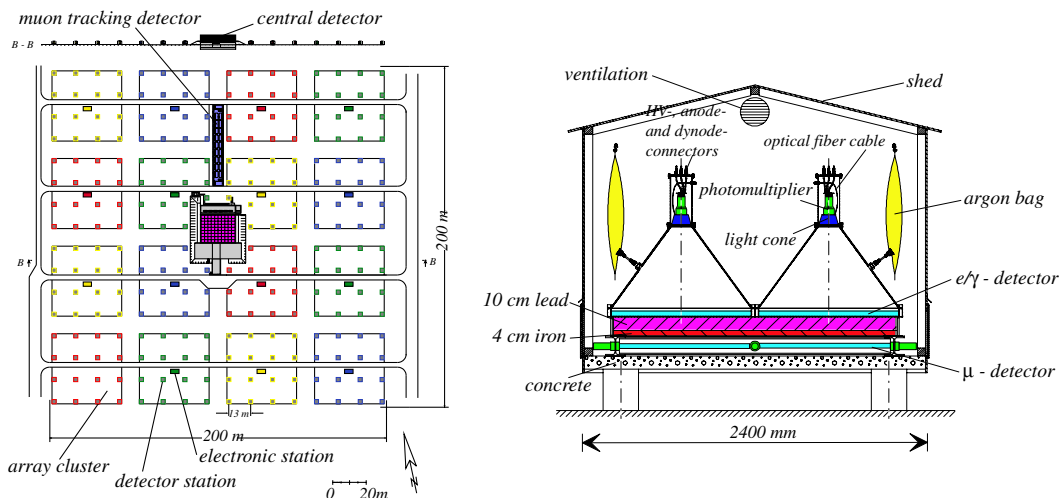 muon tracking detector
central detector
B - B
200 m
B
B
13 m
200 m
array cluster
electronic station
detector station
0 20m
ventilation
shed
HV-, anode-
and dynode-
connectors
optical fiber cable
photomultiplier
argon bag
light cone
e/γ - detector
10 cm lead
4 cm iron
concrete
μ - detector
2400 mm